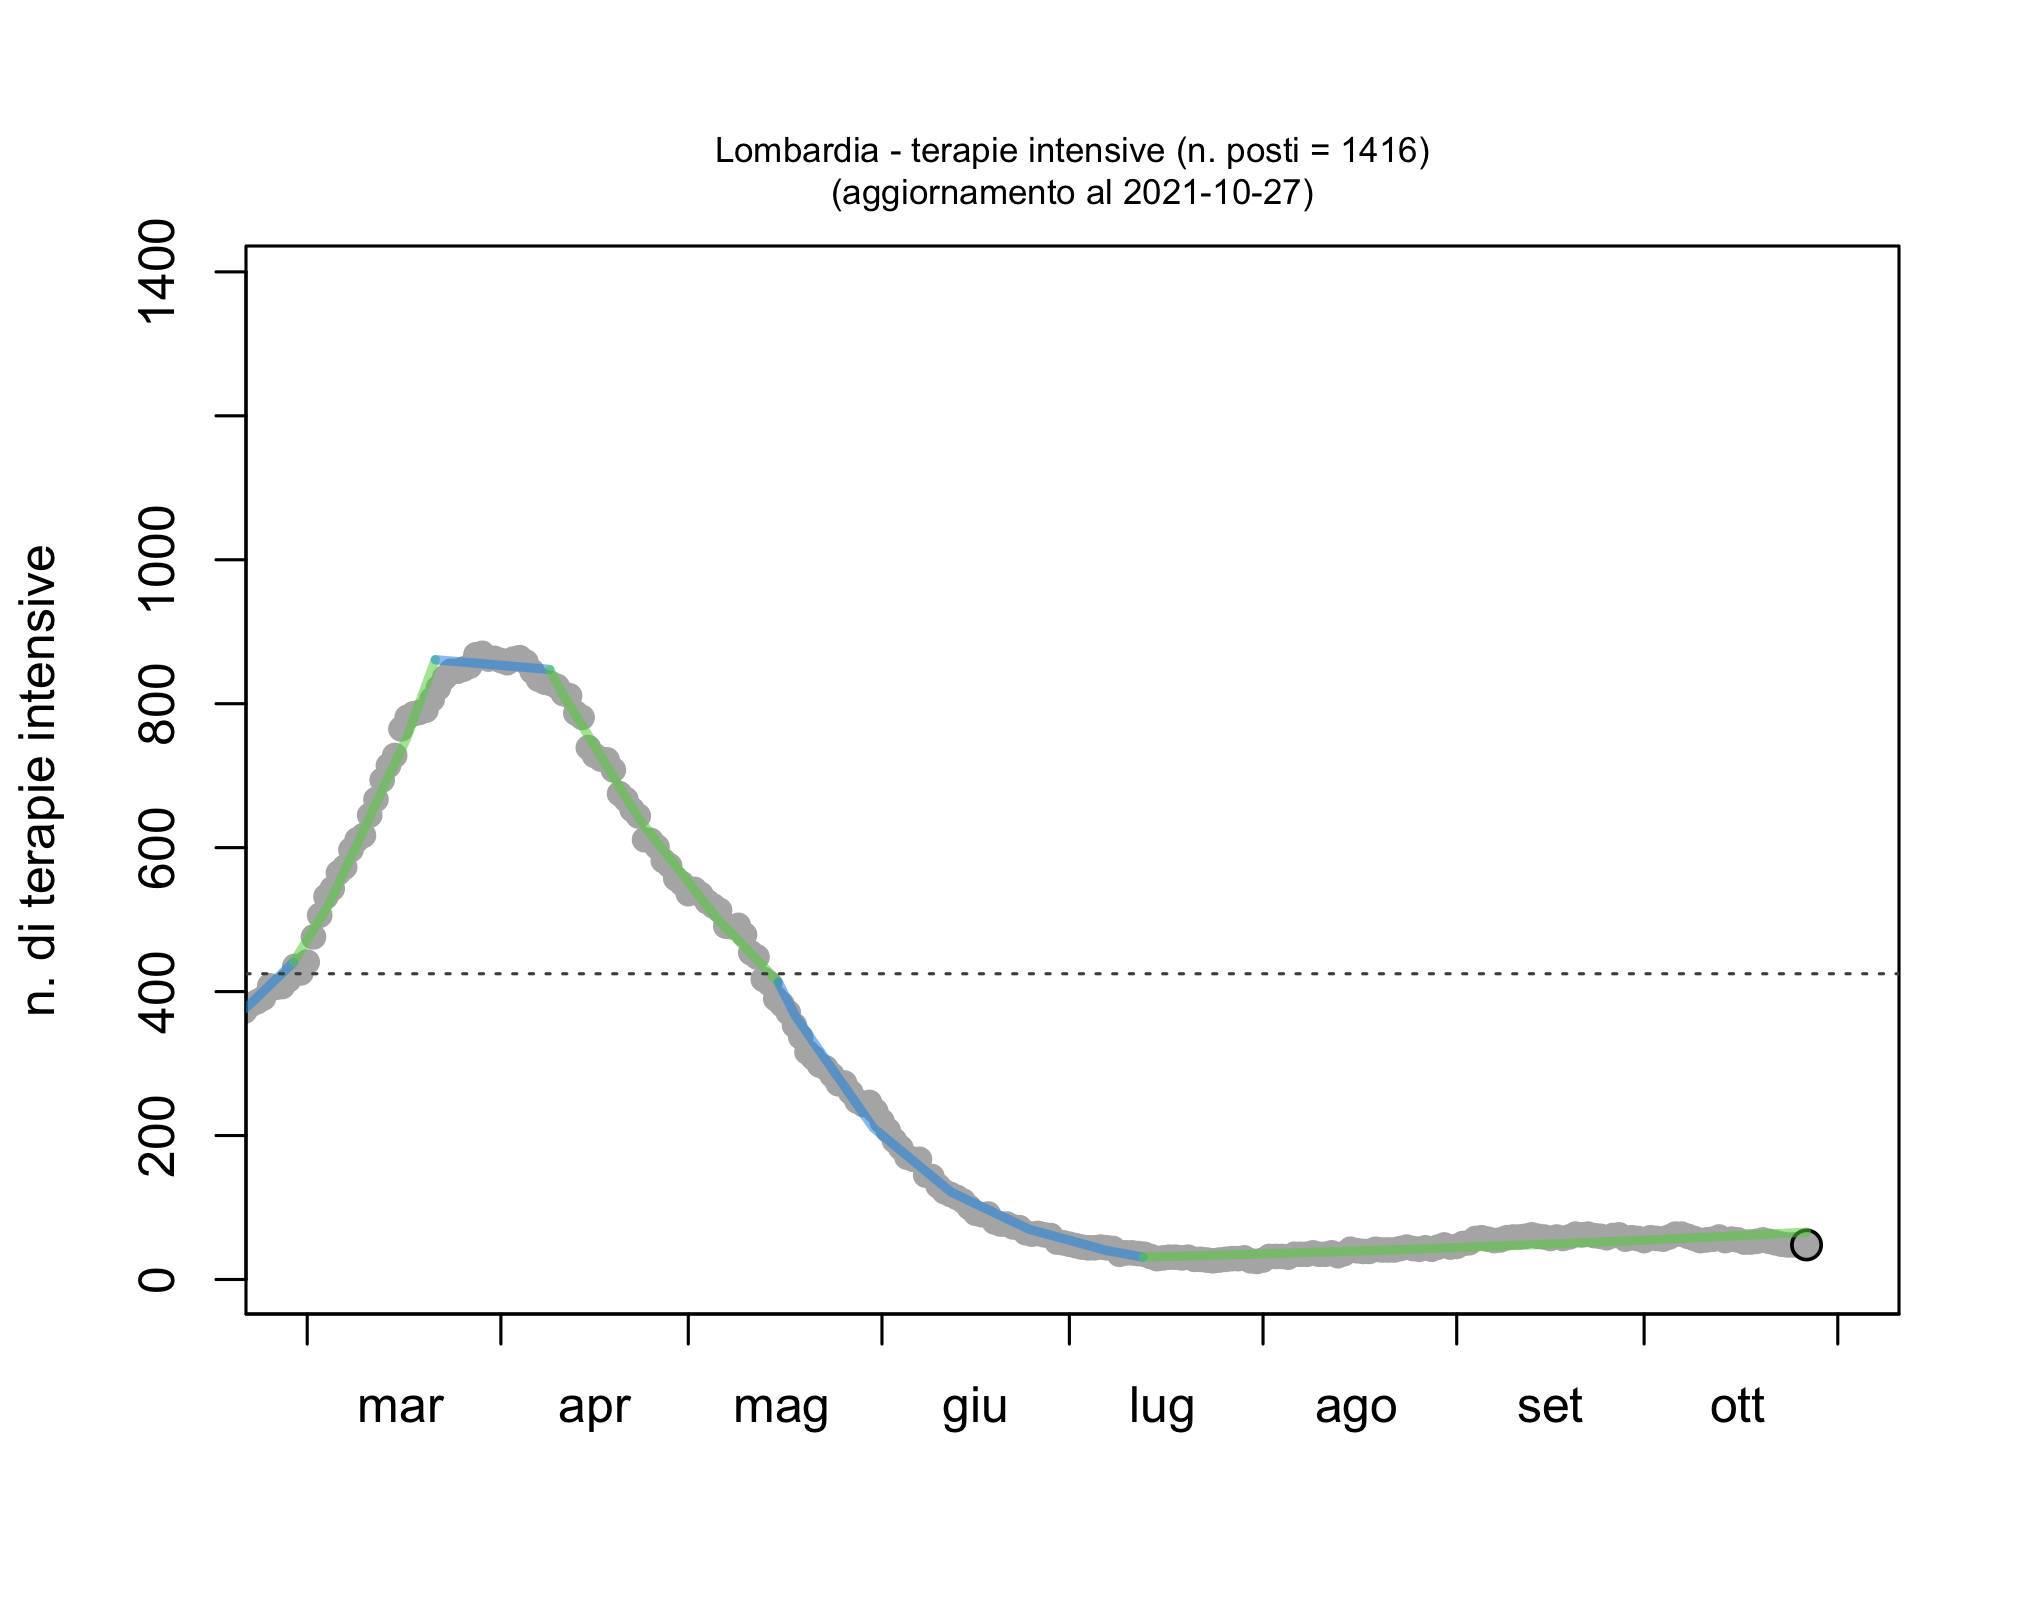 Lombardia - terapie intensive (n. posti = 1416)
(aggiornamento al 2021-10-27)
n. di terapie intensive
1400
1000
800
600
400
200
0
mar apr mag giu lug ago set ott